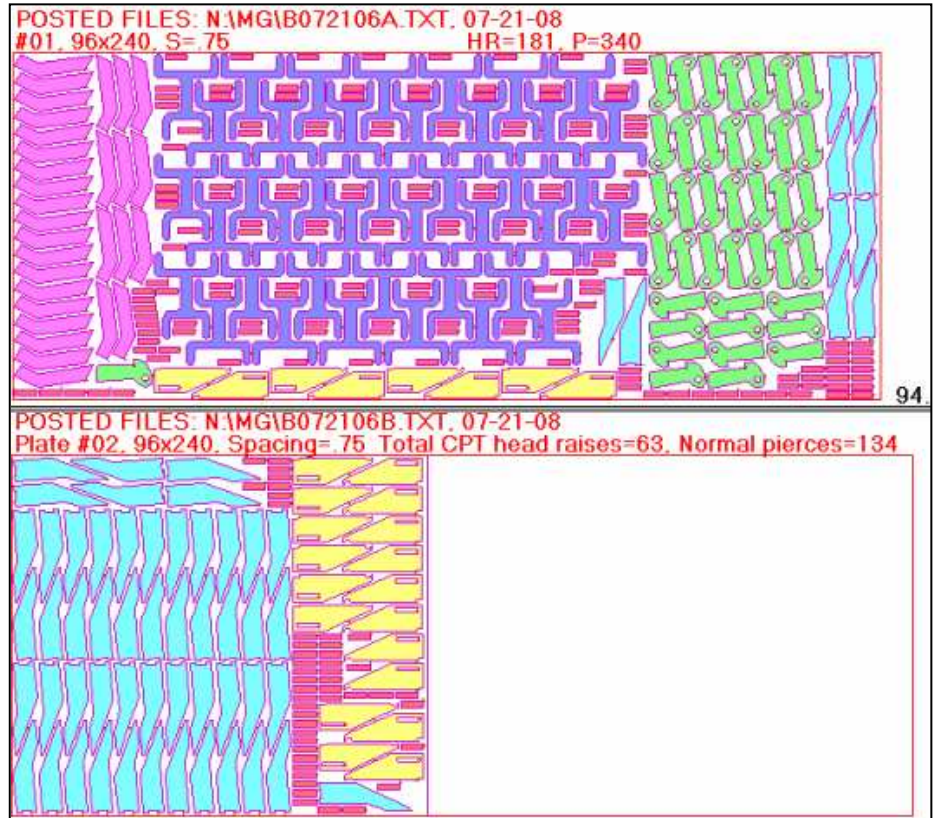 POSTED FILES: N:\MG\B072106A.TXT, 07-21-08
#01, 96x240, S=.75 HR=181, P=340
94.
POSTED FILES: N:\MG\B072106B.TXT, 07-21-08
Plate #02, 96x240, Spacing=.75 Total CPT head raises=63, Normal pierces=134